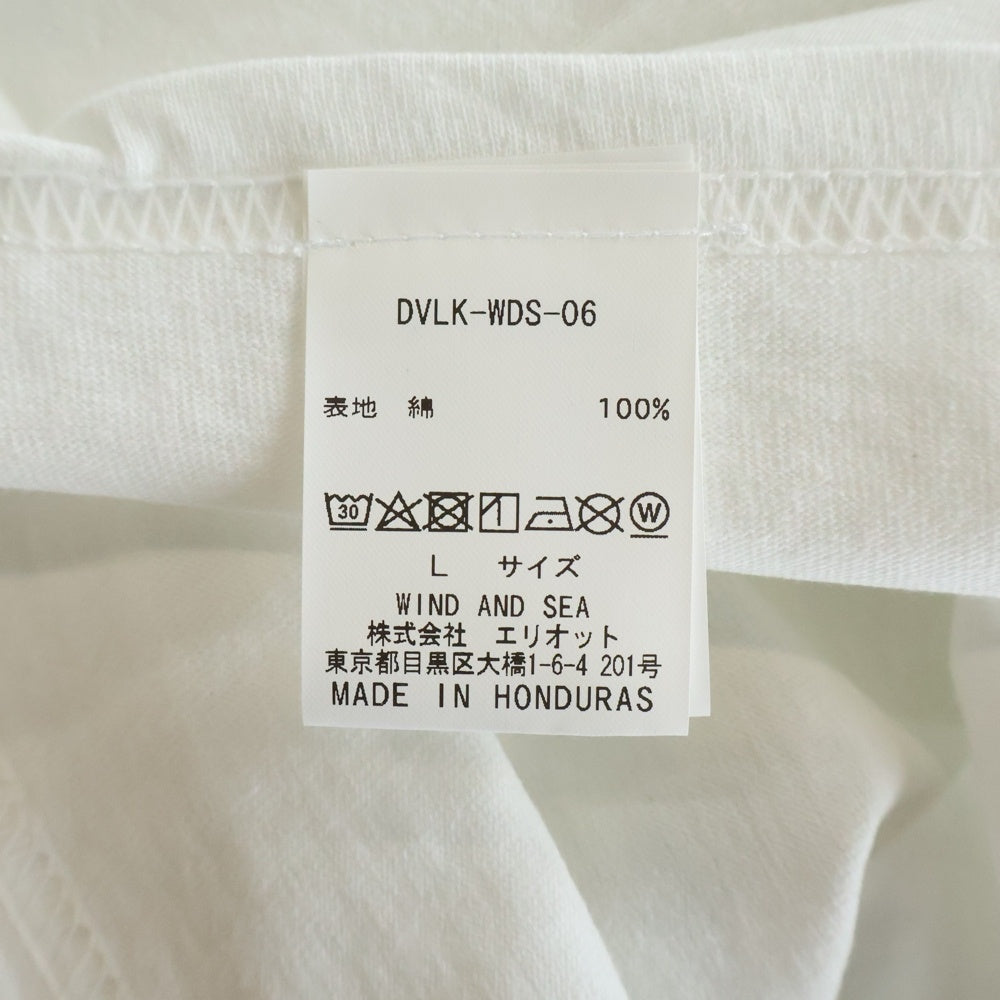 DVLK-WDS-06
表地 綿 100%
30 W
L サイズ
WIND AND SEA
株式会社 エリオット
東京都目黒区大橋1-6-4 201号
MADE IN HONDURAS